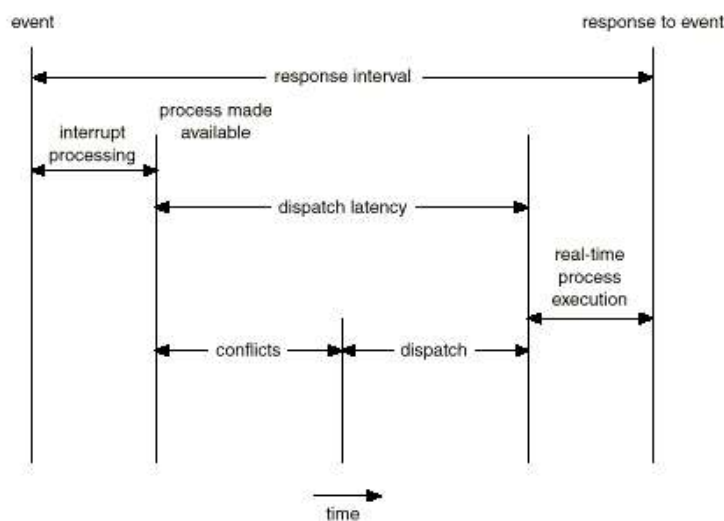 event
response to event
response interval
process made
available
interrupt
processing
dispatch latency
real-time
process
execution
conflicts
dispatch
time